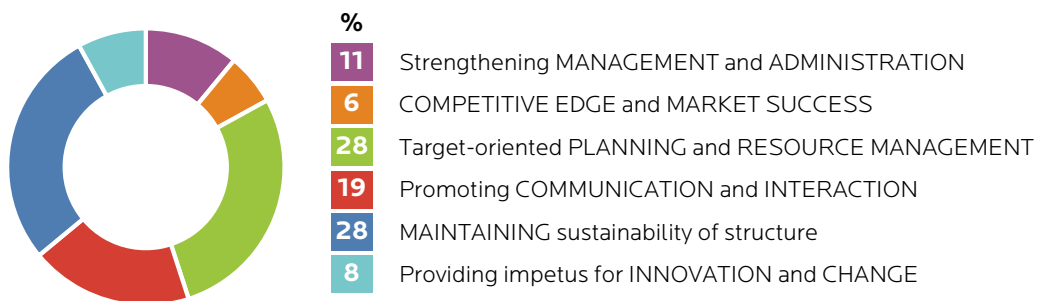 %
11 Strengthening MANAGEMENT and ADMINISTRATION
6 COMPETITIVE EDGE and MARKET SUCCESS
28 Target-oriented PLANNING and RESOURCE MANAGEMENT
19 Promoting COMMUNICATION and INTERACTION
28 MAINTAINING sustainability of structure
8 Providing impetus for INNOVATION and CHANGE